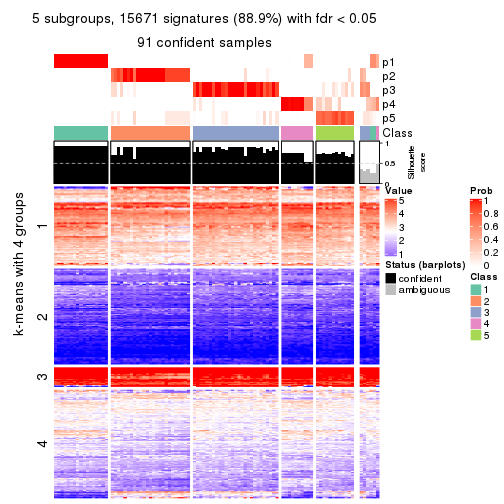 5 subgroups, 15671 signatures (88.9%) with fdr < 0.05
91 confident samples
p1
p2
p3
p4
p5
Class
1
0.5
0
Silhouette
score
k-means with 4 groups
1
2
3
4
Value
5
4
3
2
1
Status (barplots)
confident
ambiguous
Prob
1
0.8
0.6
0.4
0.2
0
Class
1
2
3
4
5